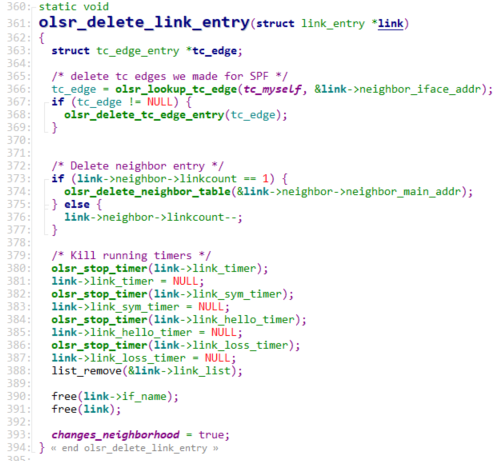 360: static void
361: olsr_delete_link_entry(struct link_entry *link)
362: {
363: struct tc_edge_entry *tc_edge;
364:
365: /* delete tc edges we made for SPF */
366: tc_edge = olsr_lookup_tc_edge(tc_myself, &link->neighbor_iface_addr);
367: if (tc_edge != NULL) {
368: olsr_delete_tc_edge_entry(tc_edge);
369: }
370:
371:
372: /* Delete neighbor entry */
373: if (link->neighbor->linkcount == 1) {
374: olsr_delete_neighbor_table(&link->neighbor->neighbor_main_addr);
375: } else {
376: link->neighbor->linkcount--;
377: }
378:
379: /* Kill running timers */
380: olsr_stop_timer(link->link_timer);
381: link->link_timer = NULL;
382: olsr_stop_timer(link->link_sym_timer);
383: link->link_sym_timer = NULL;
384: olsr_stop_timer(link->link_hello_timer);
385: link->link_hello_timer = NULL;
386: olsr_stop_timer(link->link_loss_timer);
387: link->link_loss_timer = NULL;
388: list_remove(&link->link_list);
389:
390: free(link->if_name);
391: free(link);
392:
393: changes_neighborhood = true;
394: } « end olsr_delete_link_entry »
395: